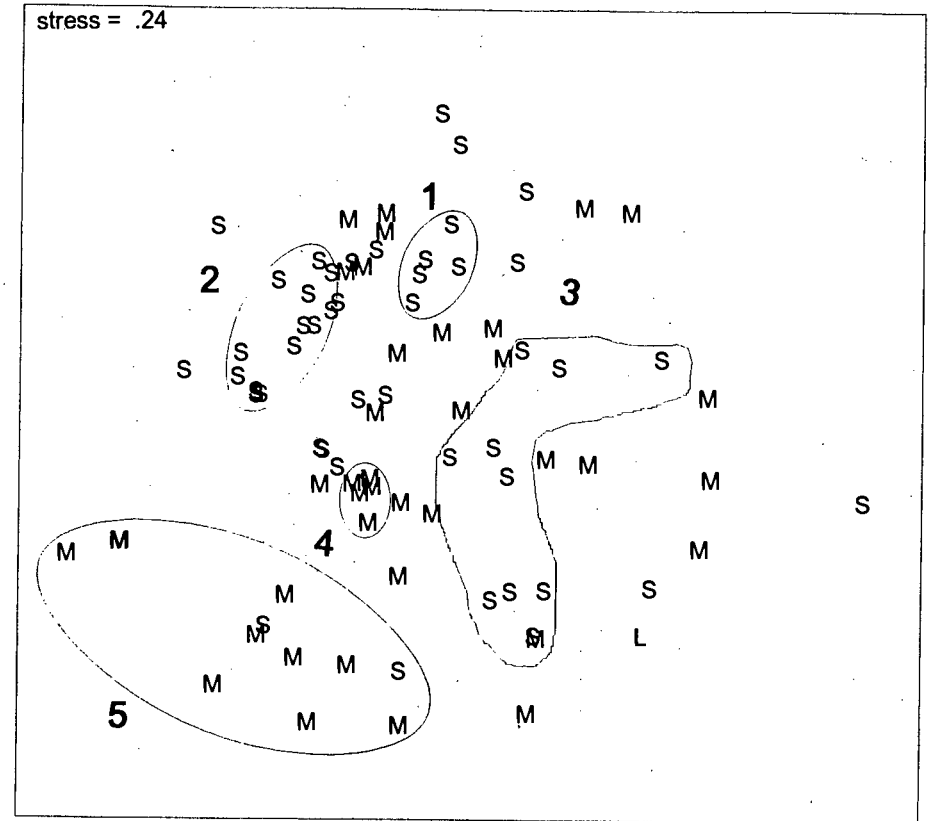 stress = .24
S
S
S
M M
1
S M M M S
M S
2 S S M M S S S
S S S S S
S S 3
S S S
M M
S S M M S
S S S S S
S S S M M M
S S S S M
S S M M M
M M M M S M
M M M S
4
M M M
M M
M S S S S
S M S S M L
M M S
M
5 M M M